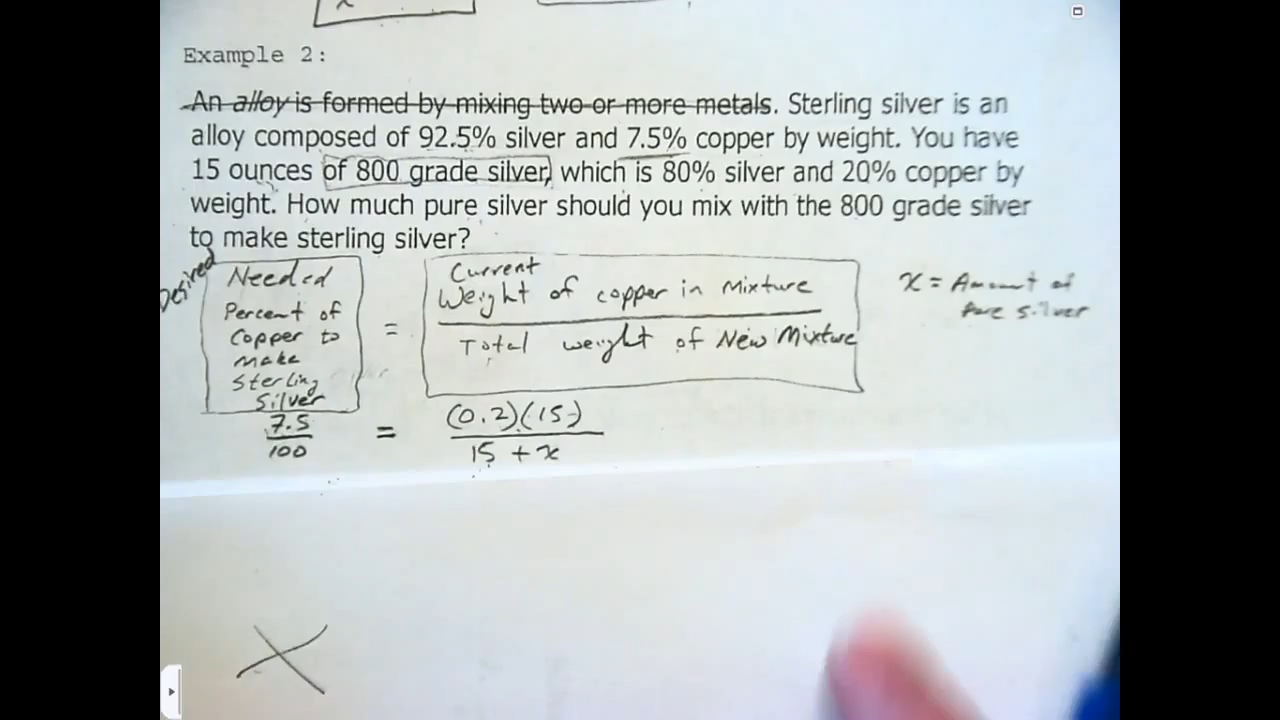 Example 2:
An alloy is formed by mixing two or more metals. Sterling silver is an
alloy composed of 92.5% silver and 7.5% copper by weight. You have
15 ounces of 800 grade silver, which is 80% silver and 20% copper by
weight. How much pure silver should you mix with the 800 grade silver
to make sterling silver?
Desired
Needed
Percent of
Copper to
make
Sterling
Silver
=
Current
Weight of copper in Mixture
Total weight of New Mixture
x = Amount of
Pure silver
7.5
100
=
(0.2)(15)
15 + x